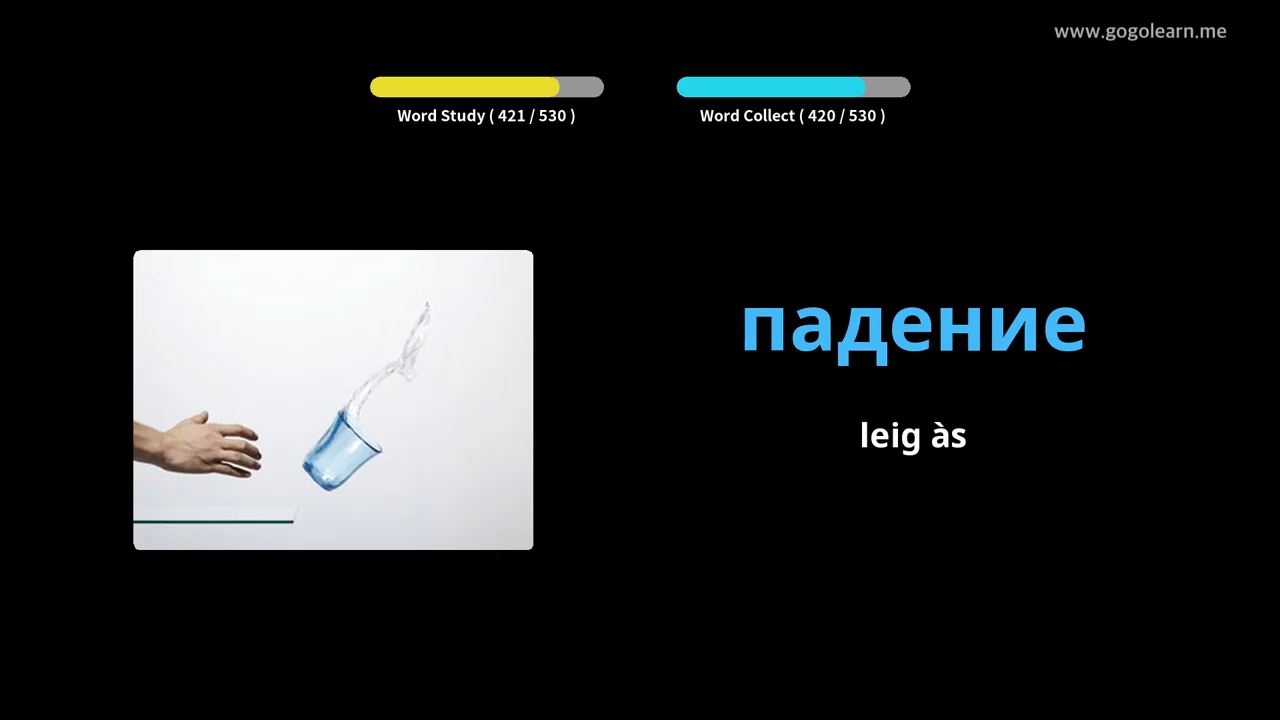 www.gogolearn.me
Word Study ( 421 / 530 )
Word Collect ( 420 / 530 )
падение
leig às